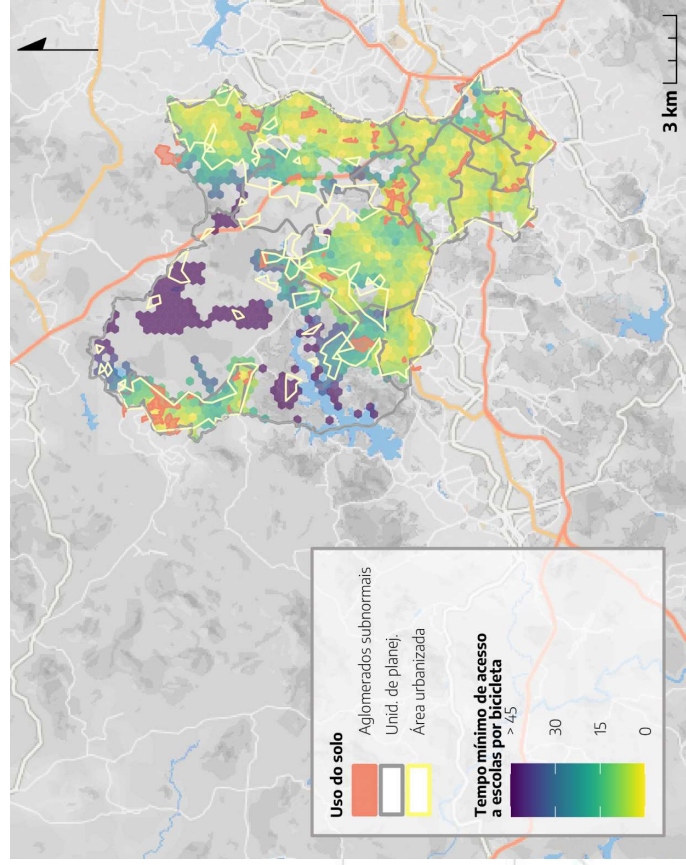 3 km
Uso do solo
Aglomerados subnormais
Unid. de planej.
Área urbanizada
Tempo mínimo de acesso
a escolas por bicicleta
> 45
30
15
0